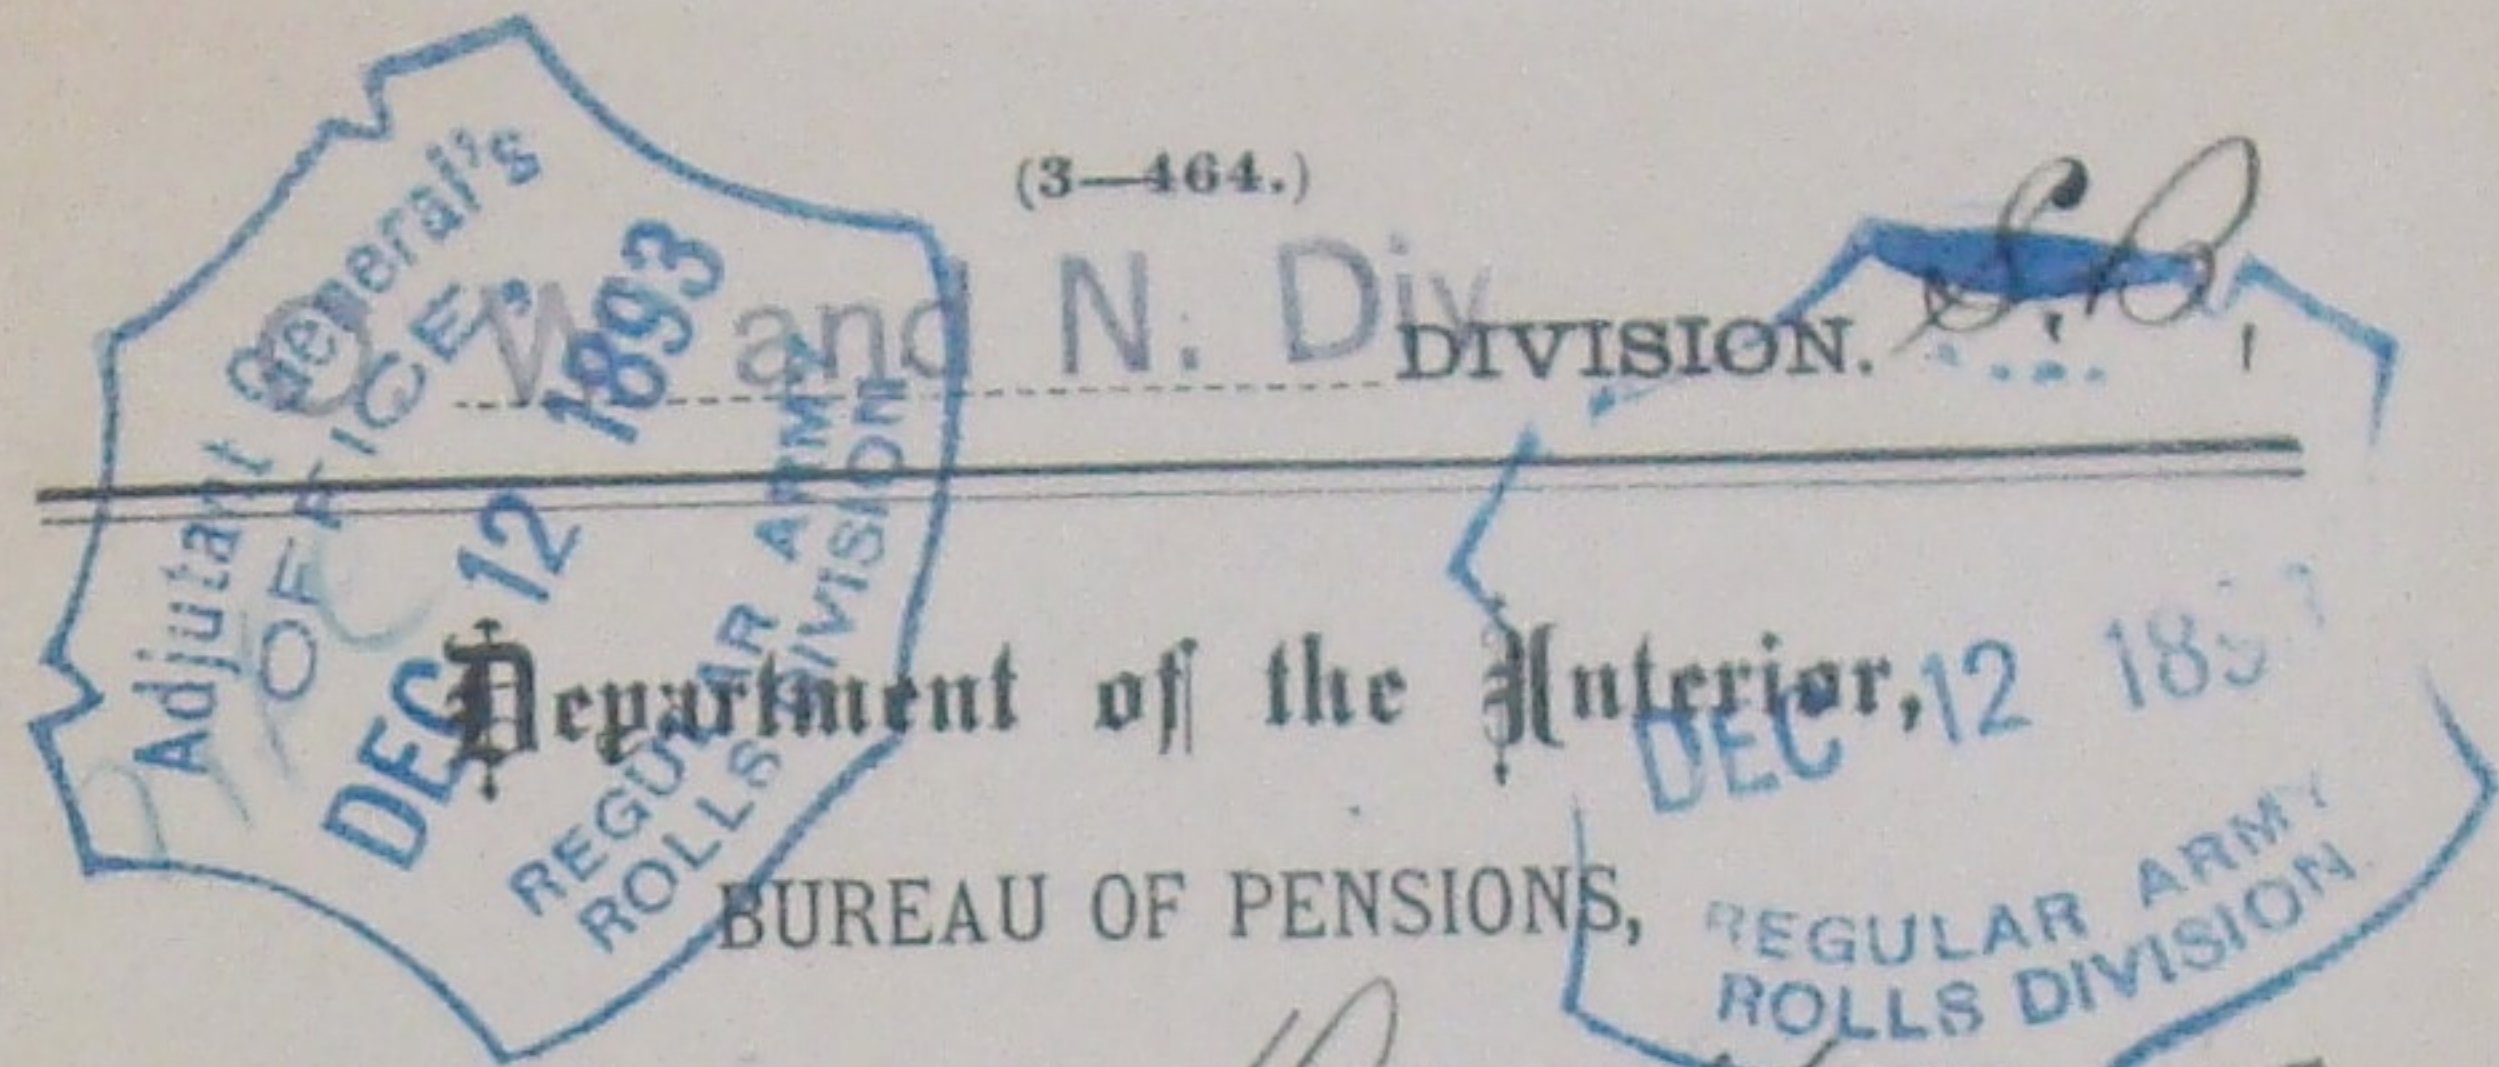 (3—464.)
O. W. and N. Div
DIVISION.
Department of the Interior,
BUREAU OF PENSIONS,
Adjutant General's
OFFICE,
DEC 12 1893
REGULAR ARMY
ROLLS DIVISION
DEC 12 189
REGULAR ARMY
ROLLS DIVISION.